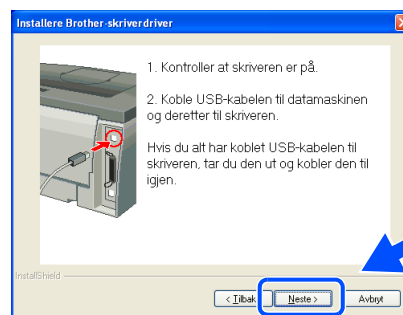 Installere Brother-skriverdriver
1. Kontroller at skriveren er på.
2. Koble USB-kabelen til datamaskinen
og deretter til skriveren.
Hvis du alt har koblet USB-kabelen til
skriveren, tar du den ut og kobler den til
igjen.
InstallShield
< Tilbak Neste > Avbryt